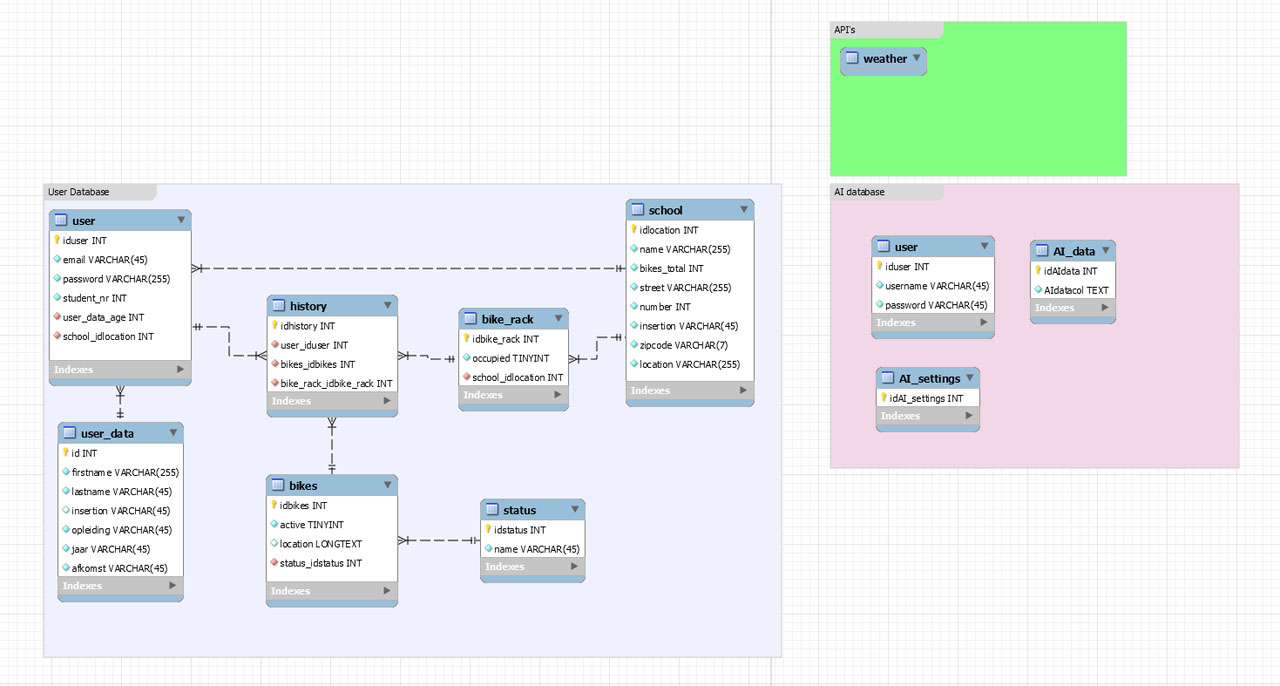 API's
weather
User Database
user
iduser INT
email VARCHAR(45)
password VARCHAR(255)
student_nr INT
user_data_age INT
school_idlocation INT
Indexes
user_data
id INT
firstname VARCHAR(255)
lastname VARCHAR(45)
insertion VARCHAR(45)
opleiding VARCHAR(45)
jaar VARCHAR(45)
afkomst VARCHAR(45)
Indexes
history
idhistory INT
user_iduser INT
bikes_idbikes INT
bike_rack_idbike_rack INT
Indexes
bikes
idbikes INT
active TINYINT
location LONGTEXT
status_idstatus INT
Indexes
bike_rack
idbike_rack INT
occupied TINYINT
school_idlocation INT
Indexes
status
idstatus INT
name VARCHAR(45)
Indexes
school
idlocation INT
name VARCHAR(255)
bikes_total INT
street VARCHAR(255)
number INT
insertion VARCHAR(45)
zipcode VARCHAR(7)
location VARCHAR(255)
Indexes
AI database
user
iduser INT
username VARCHAR(45)
password VARCHAR(45)
Indexes
AI_data
idAIdata INT
AIdatacol TEXT
Indexes
AI_settings
idAI_settings INT
Indexes